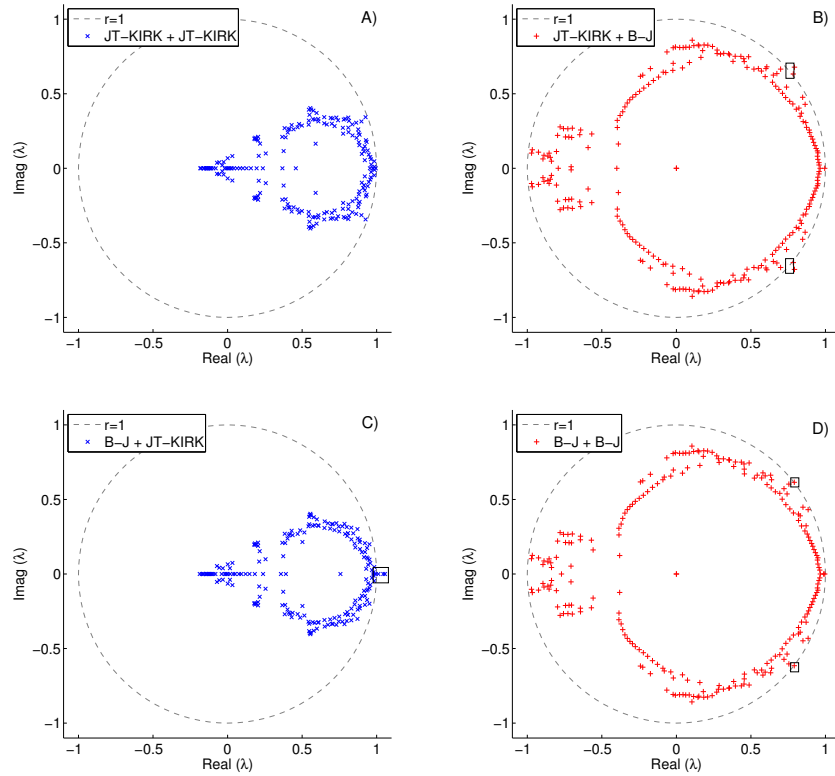 A)
r=1
JT−KIRK + JT−KIRK
1
0.5
0
−0.5
−1
Imag (λ)
−1 −0.5 0 0.5 1
Real (λ)
B)
r=1
JT−KIRK + B−J
1
0.5
0
−0.5
−1
Imag (λ)
−1 −0.5 0 0.5 1
Real (λ)
C)
r=1
B−J + JT−KIRK
1
0.5
0
−0.5
−1
Imag (λ)
−1 −0.5 0 0.5 1
Real (λ)
D)
r=1
B−J + B−J
1
0.5
0
−0.5
−1
Imag (λ)
−1 −0.5 0 0.5 1
Real (λ)